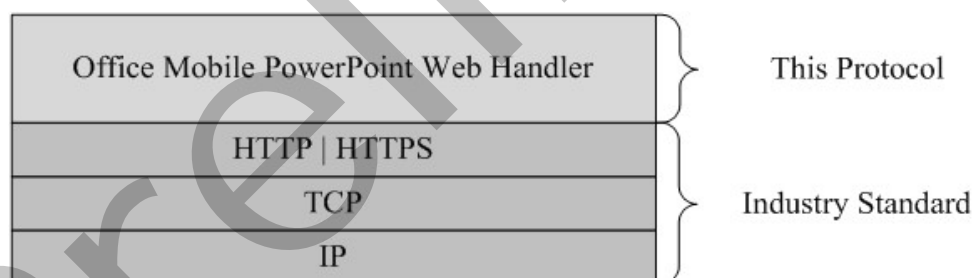 Office Mobile PowerPoint Web Handler
This Protocol
HTTP | HTTPS
TCP
Industry Standard
IP